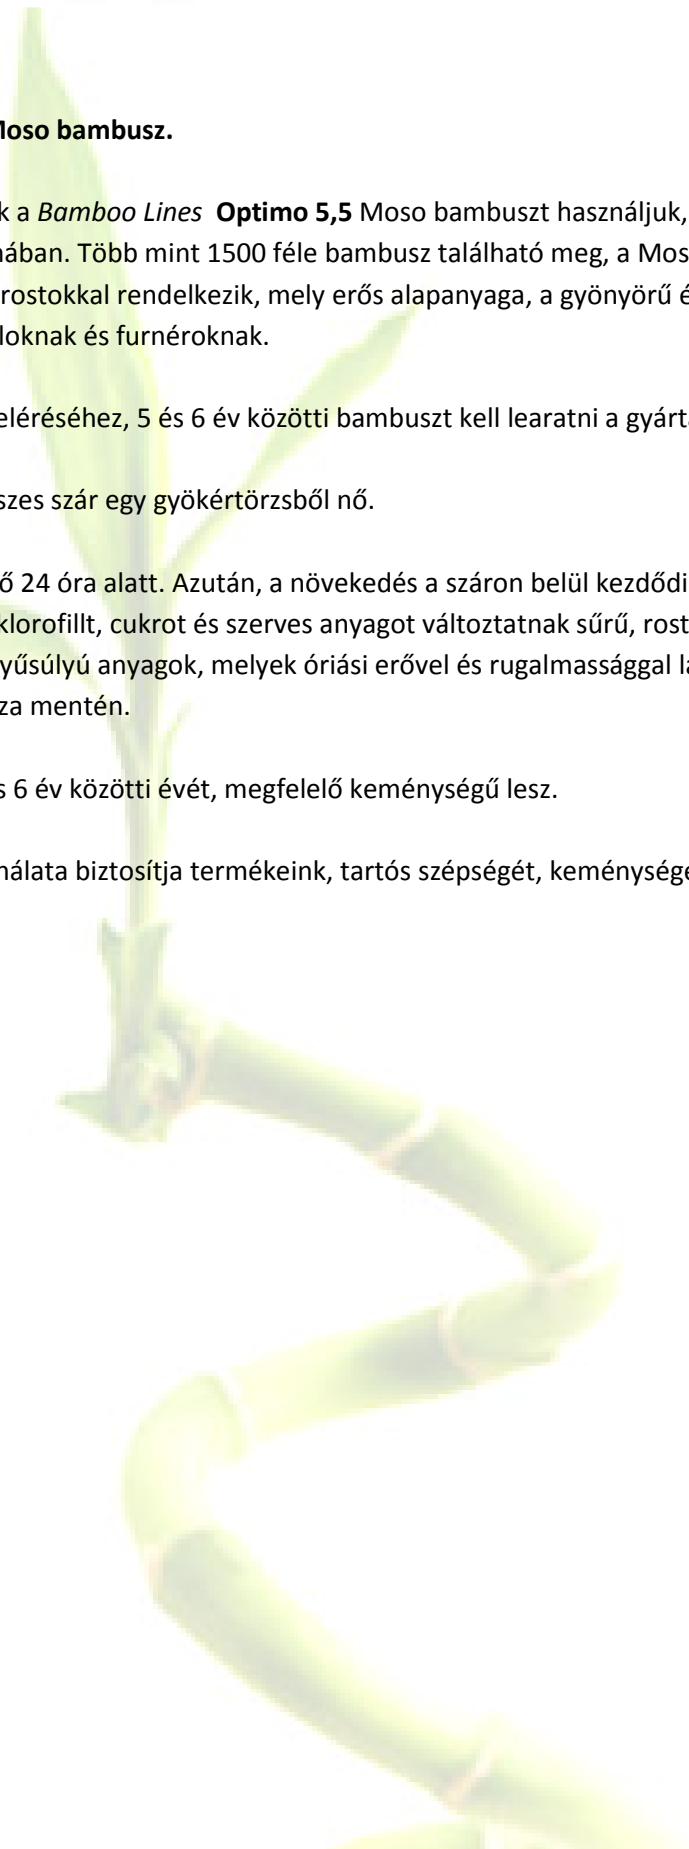 Moso bambusz.
k a Bamboo Lines Optimo 5,5 Moso bambuszt használjuk,
nában. Több mint 1500 féle bambusz található meg, a Mos
rostokkal rendelkezik, mely erős alapanyaga, a gyönyörű é
loknak és furnéroknak.
eléréséhez, 5 és 6 év közötti bambuszt kell learatni a gyárta
szes szár egy gyökértörzsből nő.
ő 24 óra alatt. Azután, a növekedés a száron belül kezdődi
klorofillt, cukrot és szerves anyagot változtatnak sűrű, rost
yűsúlyú anyagok, melyek óriási erővel és rugalmassággal lá
za mentén.
s 6 év közötti évét, megfelelő keménységű lesz.
nálata biztosítja termékeink, tartós szépségét, keménysége